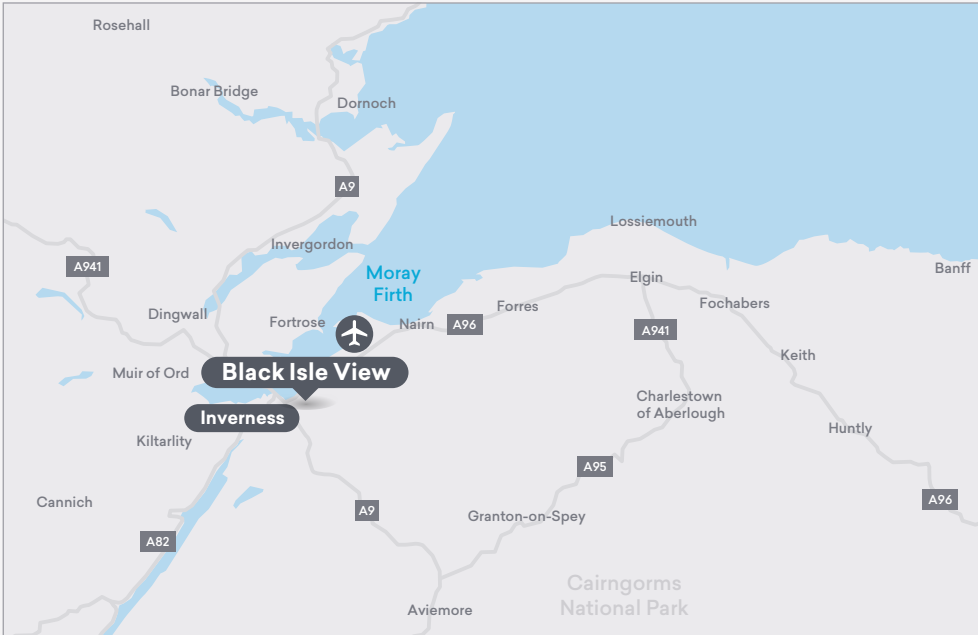 Rosehall
Bonar Bridge
Dornoch
A9
Lossiemouth
Invergordon
A941
Moray
Firth
Banff
Elgin
Fochabers
Forres
Dingwall
Fortrose
Nairn
A96
A941
Keith
Muir of Ord
Black Isle View
Charlestown
of Aberlough
Inverness
Huntly
Kiltarlity
A95
Cannich
A9
A96
Granton-on-Spey
A82
Cairngorms
National Park
Aviemore